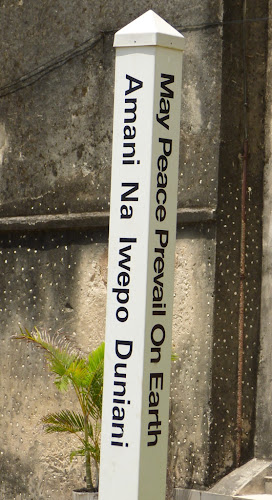 Amani Na Iwepo Duniani
May Peace Prevail On Earth